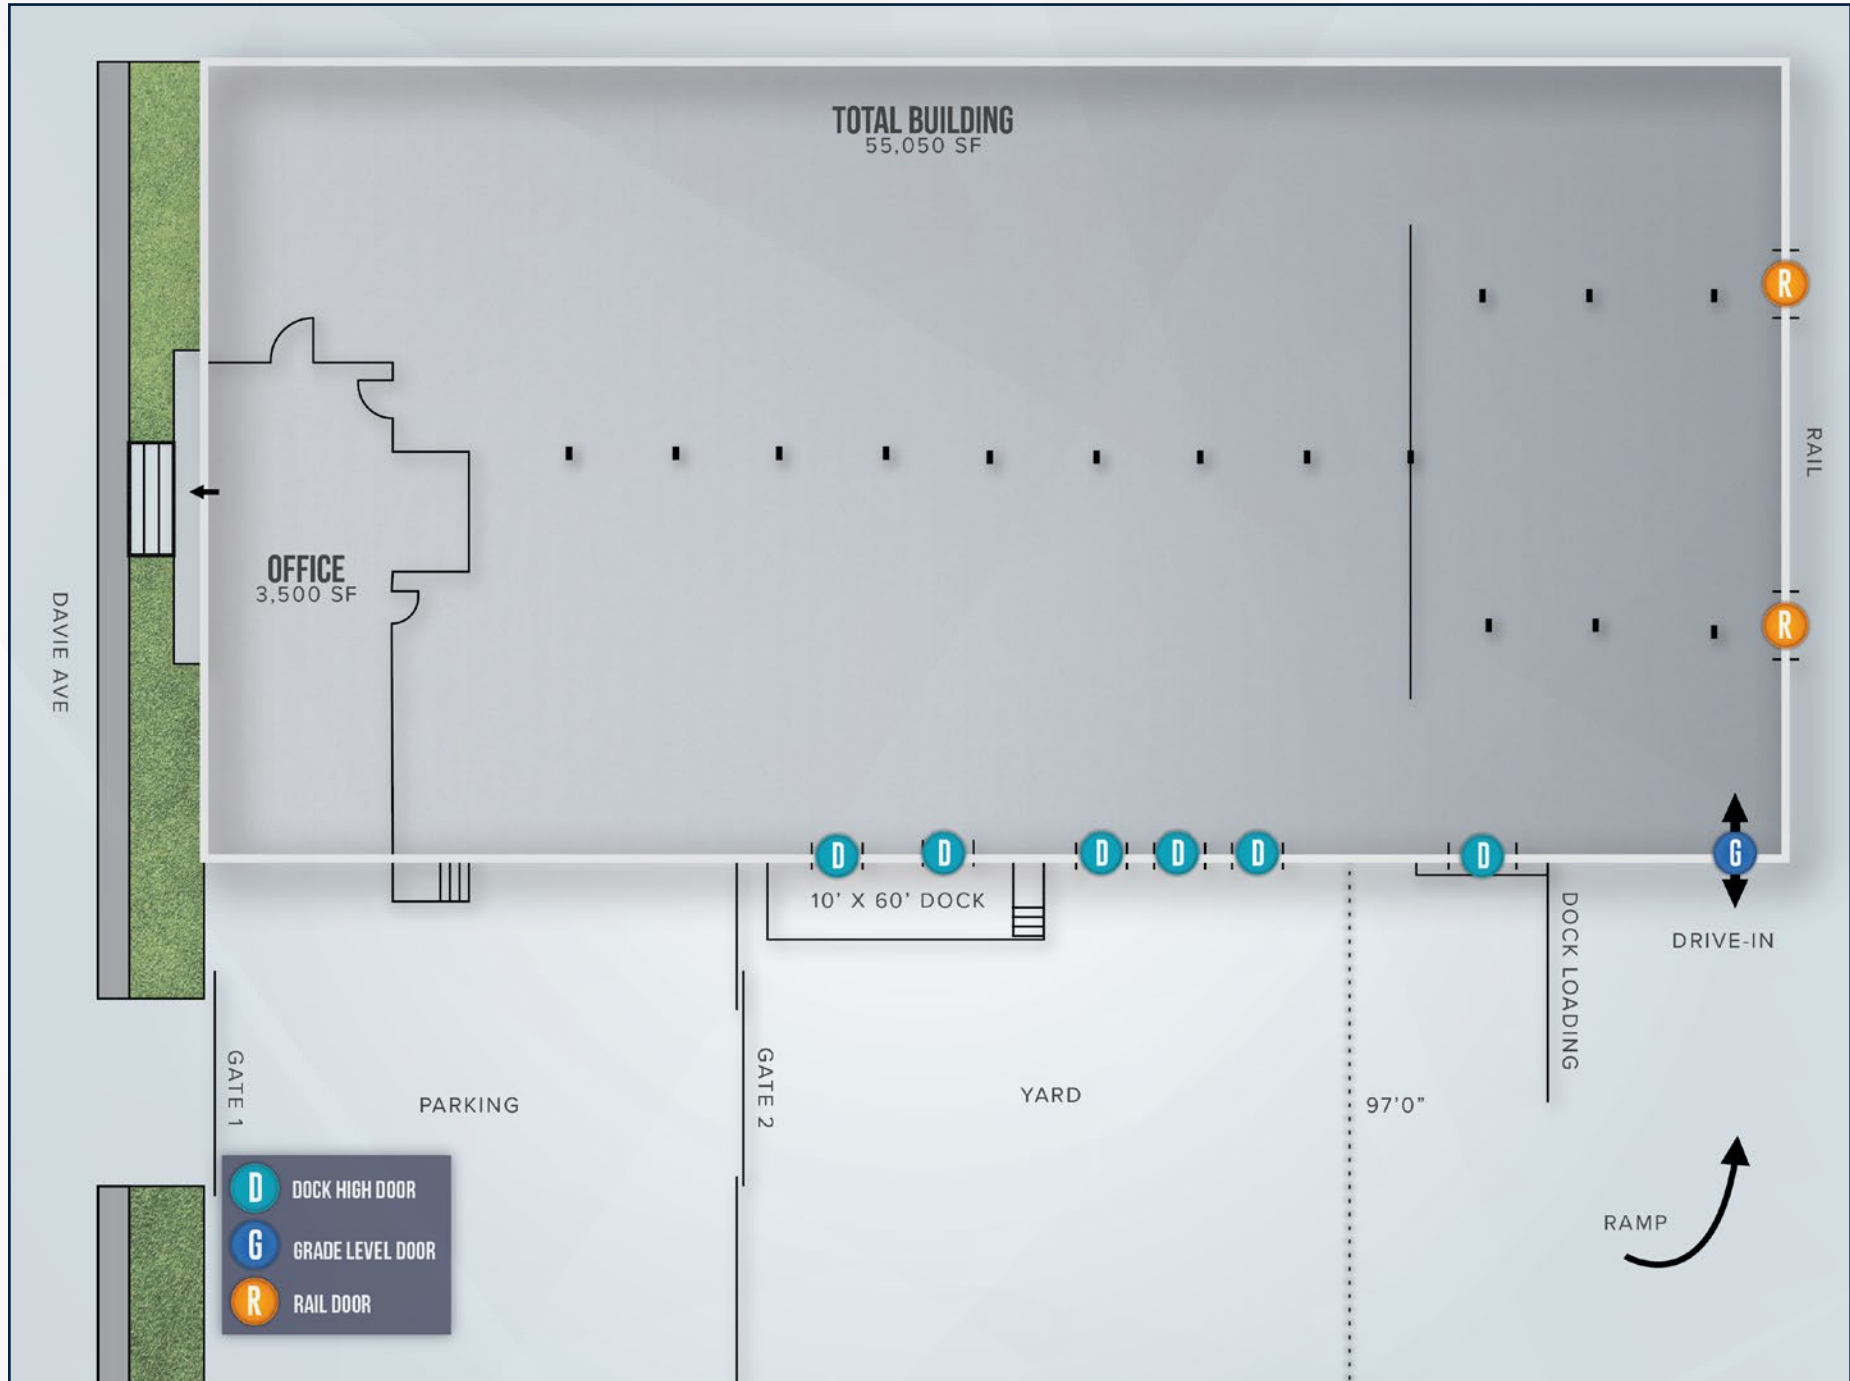 TOTAL BUILDING
55,050 SF
R
RAIL
OFFICE
3,500 SF
R
DAVIE AVE
D
D
D
D
D
D
G
10' X 60' DOCK
DOCK LOADING
DRIVE-IN
GATE 1
PARKING
GATE 2
YARD
97'0”
RAMP
D DOCK HIGH DOOR
G GRADE LEVEL DOOR
R RAIL DOOR